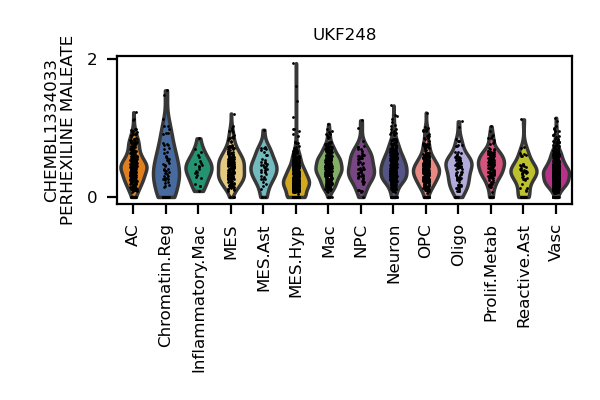 UKF248
CHEMBL1334033
PERHEXILINE MALEATE
2
0
AC
Chromatin.Reg
Inflammatory.Mac
MES
MES.Ast
MES.Hyp
Mac
NPC
Neuron
OPC
Oligo
Prolif.Metab
Reactive.Ast
Vasc